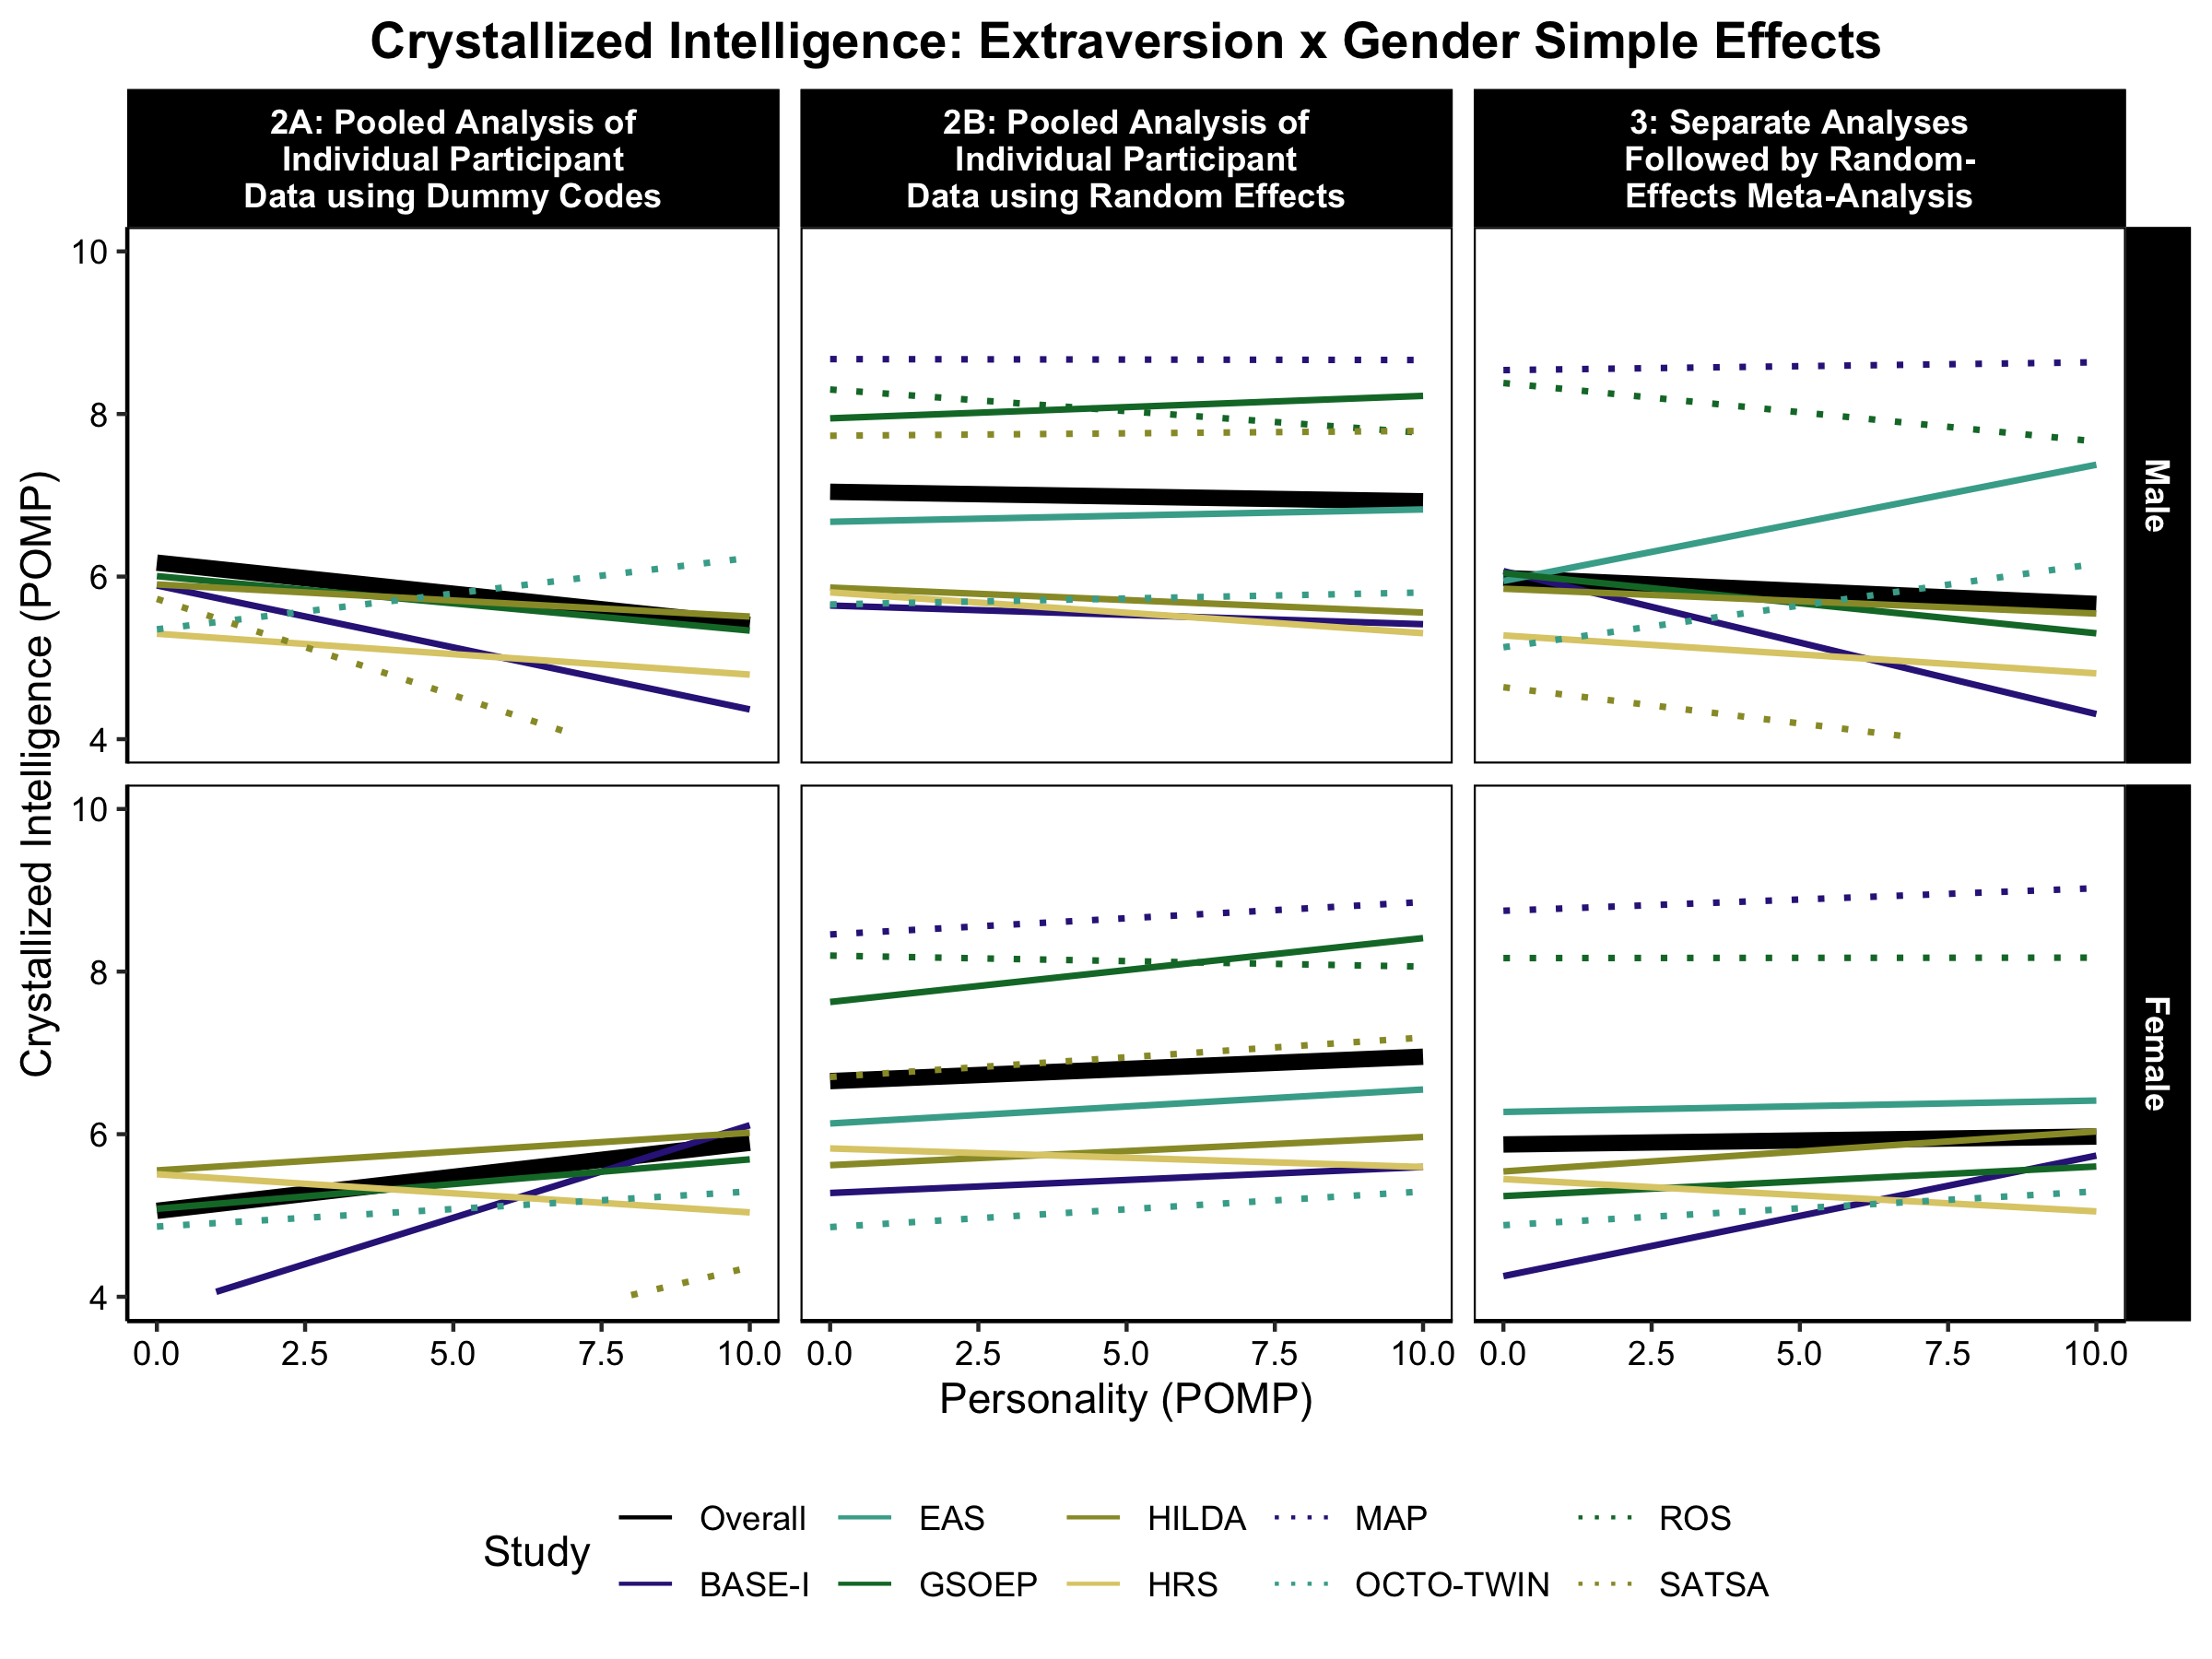 Crystallized Intelligence: Extraversion x Gender Simple Effects
2A: Pooled Analysis of
Individual Participant
Data using Dummy Codes
2B: Pooled Analysis of
Individual Participant
Data using Random Effects
3: Separate Analyses
Followed by Random-
Effects Meta-Analysis
Crystallized Intelligence (POMP)
10
8
6
4
Male
10
8
6
4
Female
0.0 2.5 5.0 7.5 10.0
0.0 2.5 5.0 7.5 10.0
0.0 2.5 5.0 7.5 10.0
Personality (POMP)
Study
Overall EAS HILDA MAP ROS
BASE-I GSOEP HRS OCTO-TWIN SATSA